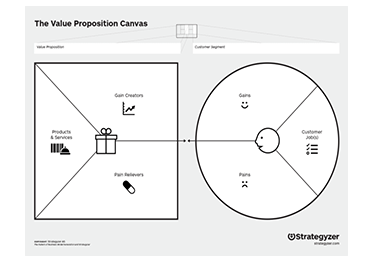 The Value Proposition Canvas
Value Proposition
Customer Segment
Gain Creators
Gains
Products
& Services
Customer
Job(s)
Pain Relievers
Pains
Strategyzer
strategyzer.com